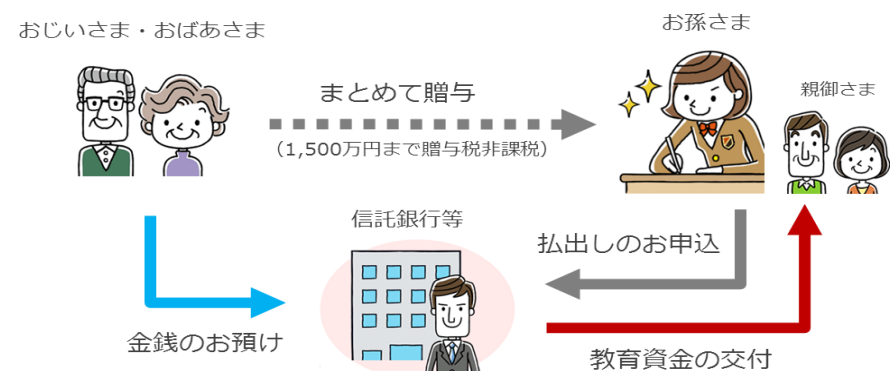 おじいさま・おばあさま
お孫さま
親御さま
まとめて贈与
（1,500万円まで贈与税非課税）
信託銀行等
払出しのお申込
金銭のお預け
教育資金の交付